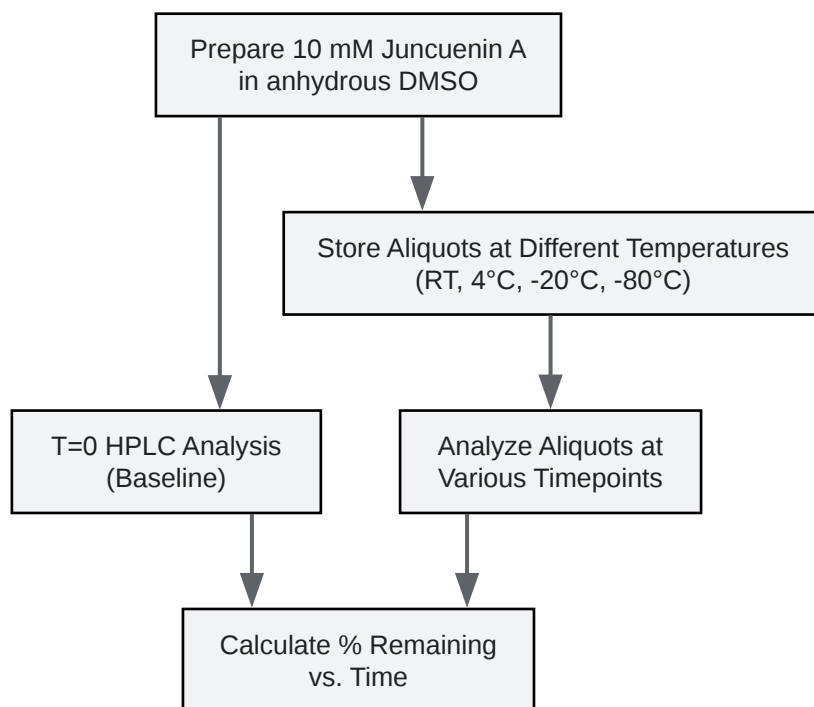 Prepare 10 mM Juncuenin A
in anhydrous DMSO
Store Aliquots at Different Temperatures
(RT, 4°C, -20°C, -80°C)
T=0 HPLC Analysis
(Baseline)
Analyze Aliquots at
Various Timepoints
Calculate % Remaining
vs. Time